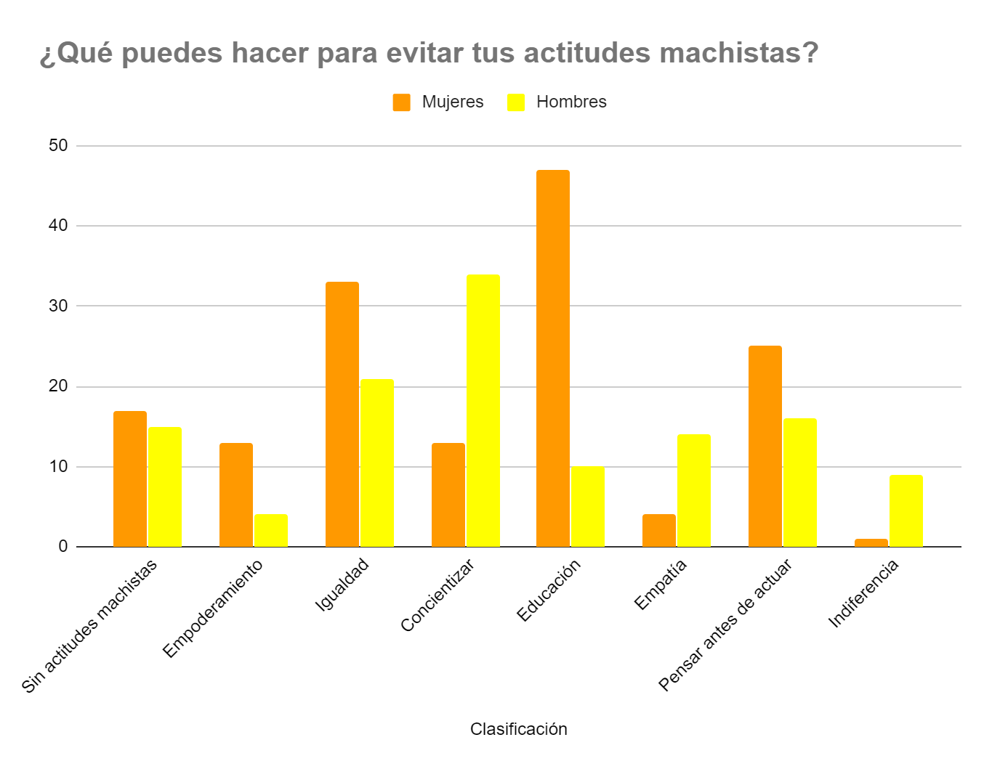 ¿Qué puedes hacer para evitar tus actitudes machistas?
Mujeres Hombres
50
40
30
20
10
0
Sin actitudes machistas
Empoderamiento
Igualdad
Concientizar
Educación
Empatía
Pensar antes de actuar
Indiferencia
Clasificación